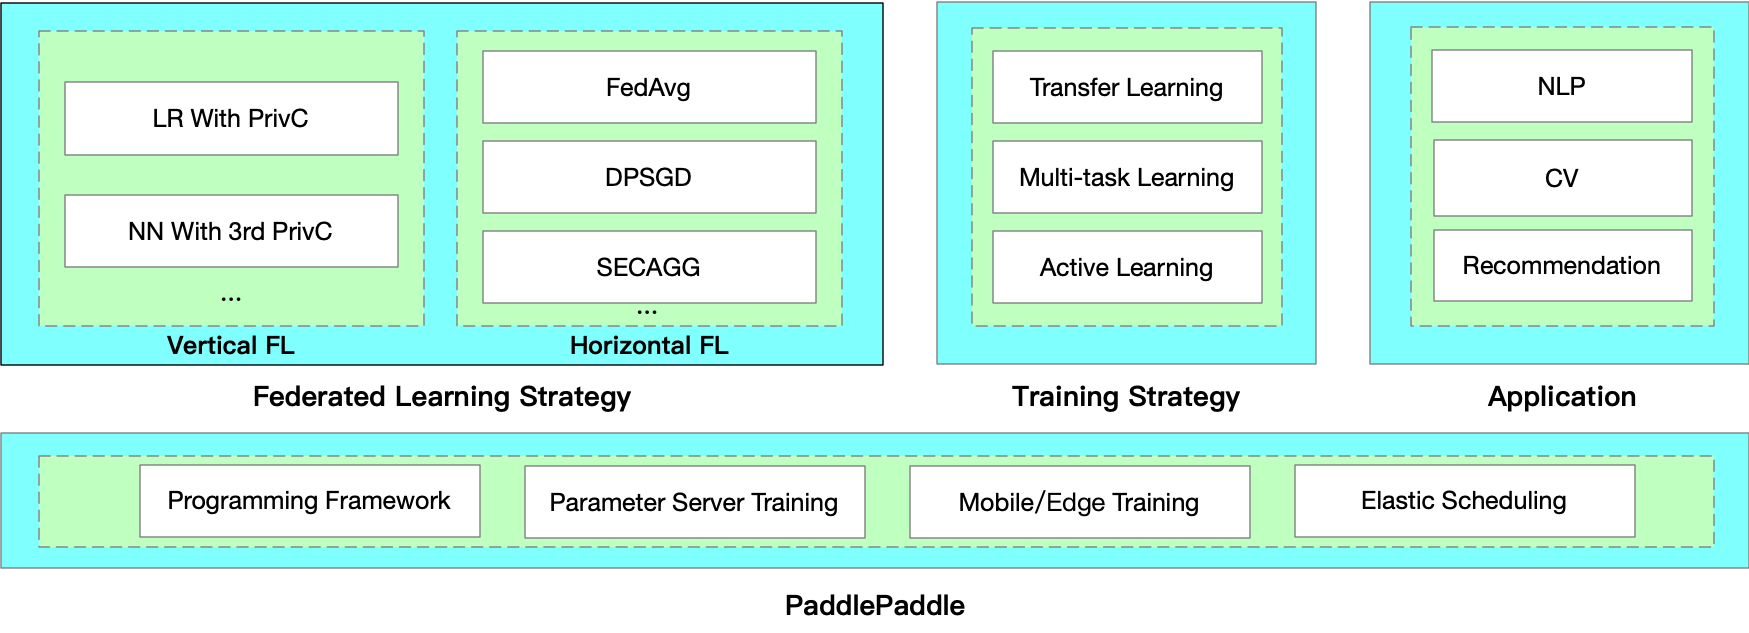 LR With PrivC
NN With 3rd PrivC
...
Vertical FL
FedAvg
DPSGD
SECAGG
...
Horizontal FL
Federated Learning Strategy
Transfer Learning
Multi-task Learning
Active Learning
Training Strategy
NLP
CV
Recommendation
Application
Programming Framework
Parameter Server Training
Mobile/Edge Training
Elastic Scheduling
PaddlePaddle